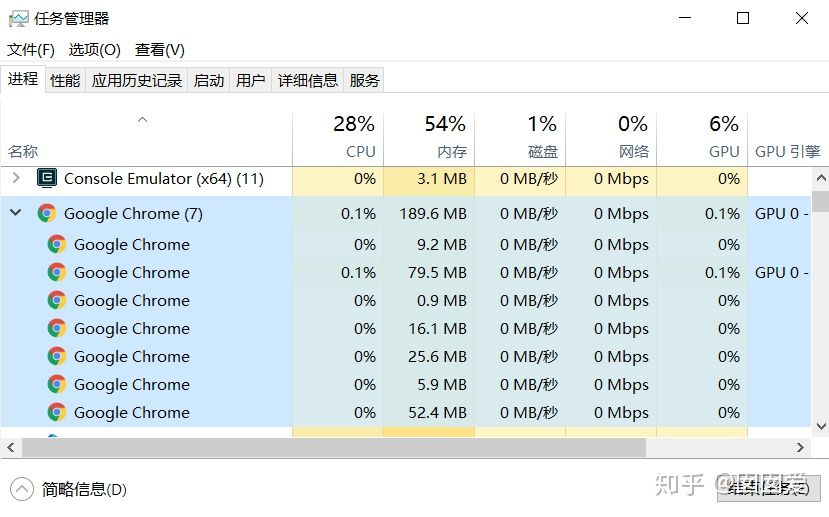 任务管理器
文件(F) 选项(O) 查看(V)
进程 性能 应用历史记录 启动 用户 详细信息 服务
28% 54% 1% 0% 6%
名称 CPU 内存 磁盘 网络 GPU GPU 引擎
Console Emulator (x64) (11) 0% 3.1 MB 0 MB/秒 0 Mbps 0%
Google Chrome (7) 0.1% 189.6 MB 0 MB/秒 0 Mbps 0.1% GPU 0 -
Google Chrome 0% 9.2 MB 0 MB/秒 0 Mbps 0%
Google Chrome 0.1% 79.5 MB 0 MB/秒 0 Mbps 0.1% GPU 0 -
Google Chrome 0% 0.9 MB 0 MB/秒 0 Mbps 0%
Google Chrome 0% 16.1 MB 0 MB/秒 0 Mbps 0%
Google Chrome 0% 25.6 MB 0 MB/秒 0 Mbps 0%
Google Chrome 0% 5.9 MB 0 MB/秒 0 Mbps 0%
Google Chrome 0% 52.4 MB 0 MB/秒 0 Mbps 0%
简略信息(D) 结束任务(E)
知乎